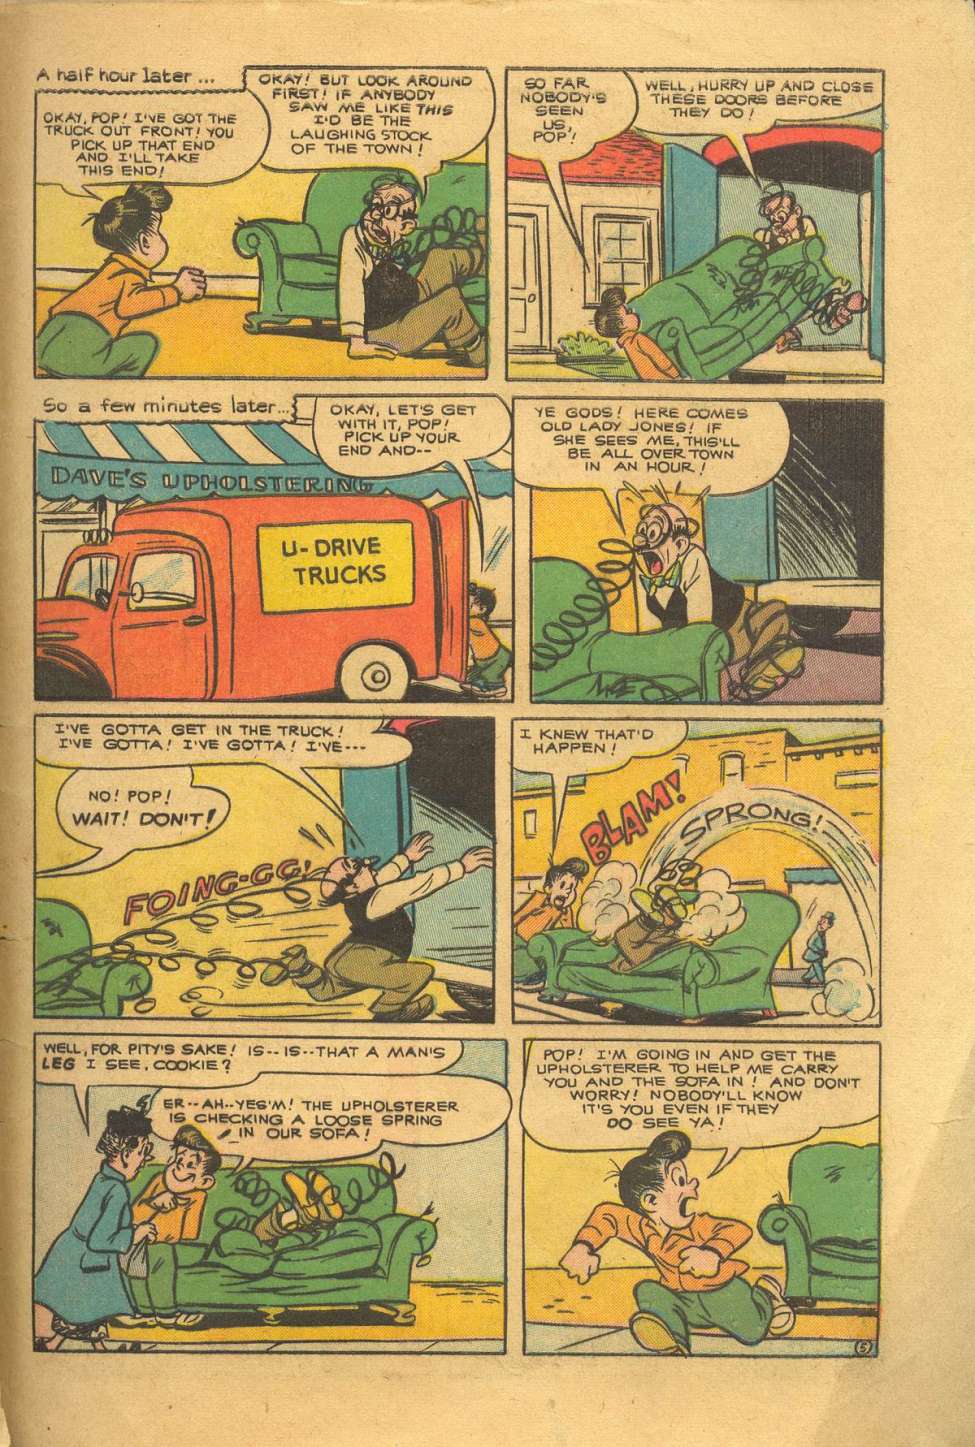 A half hour later ...
OKAY, POP! I'VE GOT THE
TRUCK OUT FRONT! YOU
PICK UP THAT END
AND I'LL TAKE
THIS END!
OKAY! BUT LOOK AROUND
FIRST! IF ANYBODY
SAW ME LIKE THIS
I'D BE THE
LAUGHING STOCK
OF THE TOWN!
SO FAR
NOBODY'S
SEEN
US,
POP!
WELL, HURRY UP AND CLOSE
THESE DOORS BEFORE
THEY DO!
So a few minutes later...
OKAY, LET'S GET
WITH IT, POP!
PICK UP YOUR
END AND--
DAVE'S UPHOLSTERING
U-DRIVE
TRUCKS
YE GODS! HERE COMES
OLD LADY JONES! IF
SHE SEES ME, THIS'LL
BE ALL OVER TOWN
IN AN HOUR!
I'VE GOTTA GET IN THE TRUCK!
I'VE GOTTA! I'VE GOTTA! I'VE---
NO! POP!
WAIT! DON'T!
FOING-GG!
I KNEW THAT'D
HAPPEN!
BLAM!
SPRONG!
WELL, FOR PITY'S SAKE! IS--IS--THAT A MAN'S
LEG I SEE, COOKIE?
ER--AH--YES'M! THE UPHOLSTERER
IS CHECKING A LOOSE SPRING
IN OUR SOFA!
POP! I'M GOING IN AND GET THE
UPHOLSTERER TO HELP ME CARRY
YOU AND THE SOFA IN! AND DON'T
WORRY! NOBODY'LL KNOW
IT'S YOU EVEN IF THEY
DO SEE YA!
5